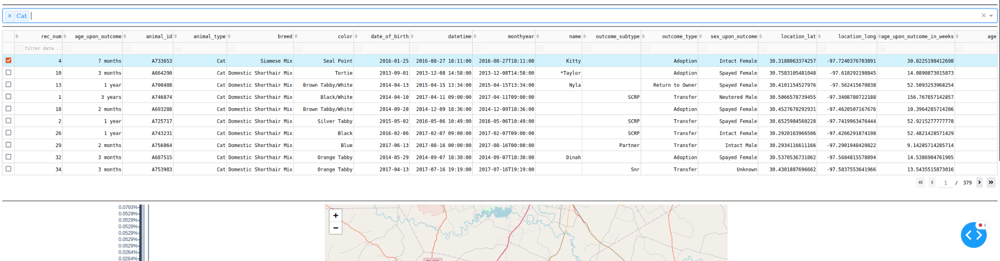 × Cat × 
rec_num age_upon_outcome animal_id animal_type breed color date_of_birth datetime monthyear name outcome_subtype outcome_type sex_upon_outcome location_lat location_long age_upon_outcome_in_weeks age
Aa filter data... Aa Aa Aa Aa Aa Aa Aa Aa Aa Aa Aa Aa Aa Aa Aa Aa
4 7 months A733653 Cat Siamese Mix Seal Point 2016-01-25 2016-08-27 18:11:00 2016-08-27T18:11:00 Kitty Adoption Intact Female 30.3188063374257 -97.7240376703891 30.8225198412698
10 3 months A664290 Cat Domestic Shorthair Mix Tortie 2013-09-01 2013-12-08 14:58:00 2013-12-08T14:58:00 *Taylor Adoption Spayed Female 30.7583105481048 -97.618292198845 14.0890873015873
13 1 year A700408 Cat Domestic Shorthair Mix Brown Tabby/White 2014-04-13 2015-04-15 13:34:00 2015-04-15T13:34:00 Nyla Return to Owner Spayed Female 30.4101154527976 -97.562415670838 52.5093253968254
1 3 years A746874 Cat Domestic Shorthair Mix Black/White 2014-04-10 2017-04-11 09:00:00 2017-04-11T09:00:00 SCRP Transfer Neutered Male 30.5066578739455 -97.3408780722188 156.767857142857
18 2 months A693288 Cat Domestic Shorthair Mix Brown Tabby/White 2014-09-28 2014-12-09 18:36:00 2014-12-09T18:36:00 Adoption Spayed Female 30.4527678292931 -97.4620507167676 10.3964285714286
2 1 year A725717 Cat Domestic Shorthair Mix Silver Tabby 2015-05-02 2016-05-06 10:49:00 2016-05-06T10:49:00 SCRP Transfer Spayed Female 30.6525984560228 -97.7419963476444 52.9215277777778
26 1 year A743231 Cat Domestic Shorthair Mix Black 2016-02-06 2017-02-07 09:00:00 2017-02-07T09:00:00 SCRP Transfer Intact Female 30.2920163966506 -97.4266291874198 52.4821428571429
29 2 months A756064 Cat Domestic Shorthair Mix Blue 2017-06-13 2017-08-16 00:00:00 2017-08-16T00:00:00 Partner Transfer Intact Male 30.2934116611166 -97.2901948420822 9.14285714285714
32 3 months A687515 Cat Domestic Shorthair Mix Orange Tabby 2014-05-29 2014-09-07 18:30:00 2014-09-07T18:30:00 Dinah Adoption Spayed Female 30.5370536731062 -97.5684815578894 14.5386904761905
34 3 months A753983 Cat Domestic Shorthair Mix Orange Tabby 2017-04-13 2017-07-16 19:19:00 2017-07-16T19:19:00 Snr Transfer Unknown 30.4301887696662 -97.5837553641966 13.5435515873016
« ‹ 1 / 379 › »
0.0793%
0.0529%
0.0529%
0.0529%
0.0529%
0.0529%
0.0529%
0.0264%
0.0264%
+
−
1